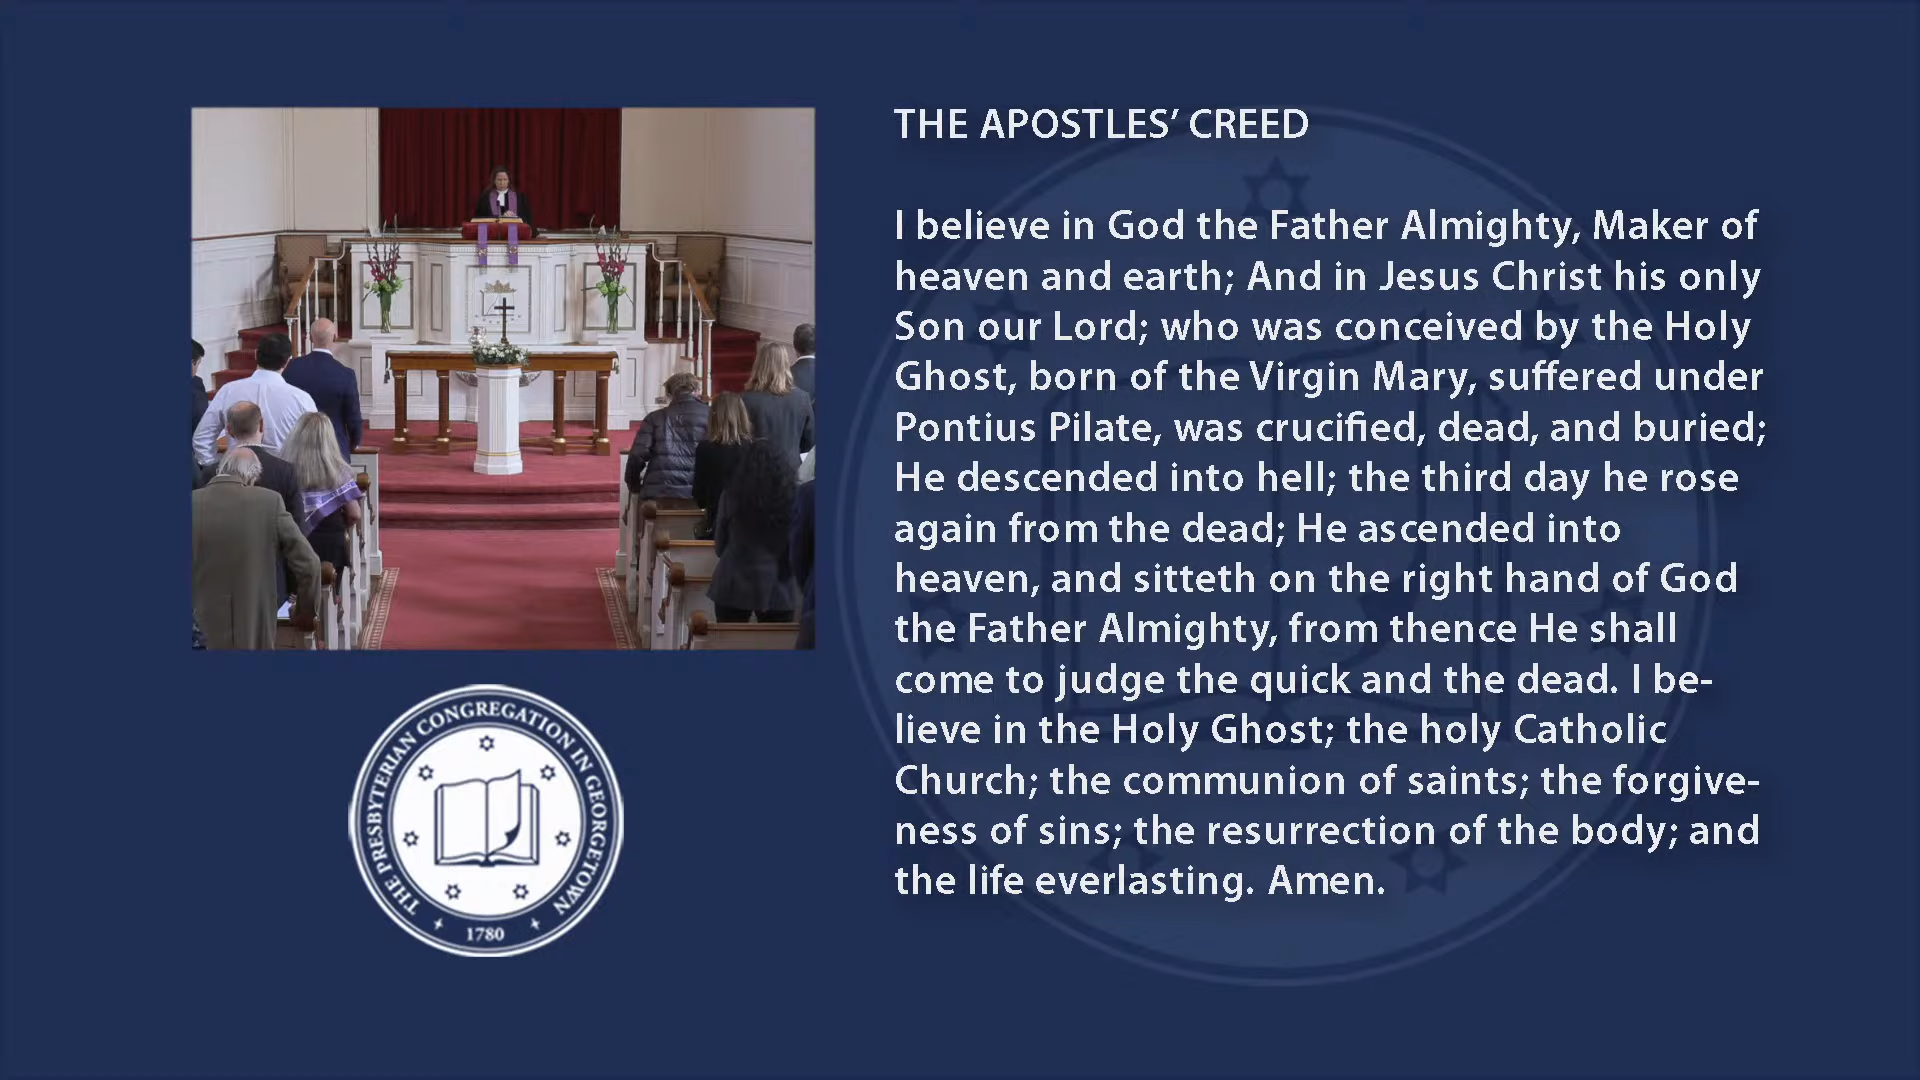 THE APOSTLES’ CREED
I believe in God the Father Almighty, Maker of
heaven and earth; And in Jesus Christ his only
Son our Lord; who was conceived by the Holy
Ghost, born of the Virgin Mary, suffered under
Pontius Pilate, was crucified, dead, and buried;
He descended into hell; the third day he rose
again from the dead; He ascended into
heaven, and sitteth on the right hand of God
the Father Almighty, from thence He shall
come to judge the quick and the dead. I be-
lieve in the Holy Ghost; the holy Catholic
Church; the communion of saints; the forgive-
ness of sins; the resurrection of the body; and
the life everlasting. Amen.
THE PRESBYTERIAN CONGREGATION IN GEORGETOWN
1780